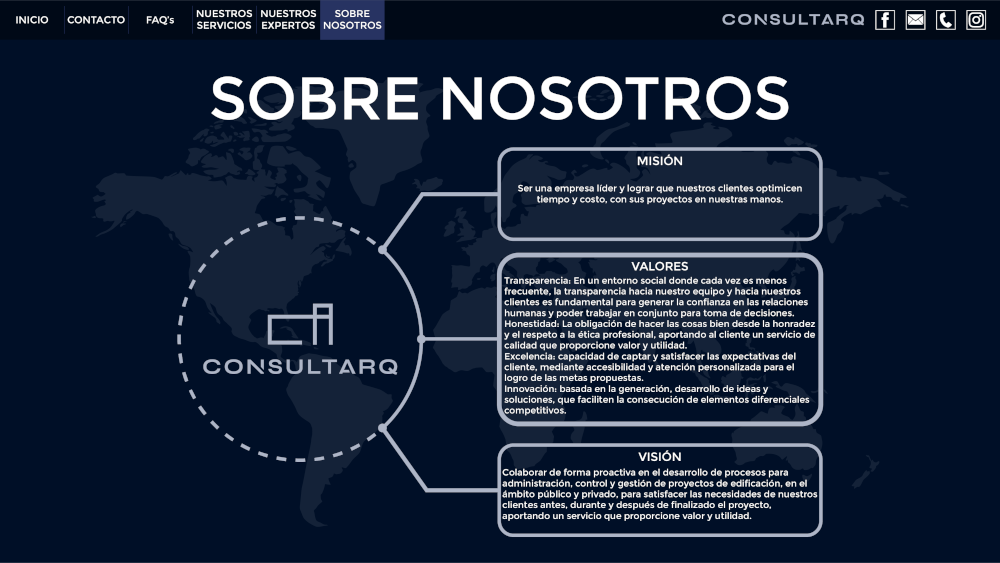 INICIO
CONTACTO
FAQ's
NUESTROS
SERVICIOS
NUESTROS
EXPERTOS
SOBRE
NOSOTROS
CONSULTARQ
SOBRE NOSOTROS
MISIÓN
Ser una empresa líder y lograr que nuestros clientes optimicen
tiempo y costo, con sus proyectos en nuestras manos.
CONSULTARQ
VALORES
Transparencia: En un entorno social donde cada vez es menos
frecuente, la transparencia hacia nuestro equipo y hacia nuestros
clientes es fundamental para generar la confianza en las relaciones
humanas y poder trabajar en conjunto para toma de decisiones.
Honestidad: La obligación de hacer las cosas bien desde la honradez
y el respeto a la ética profesional, aportando al cliente un servicio de
calidad que proporcione valor y utilidad.
Excelencia: capacidad de captar y satisfacer las expectativas del
cliente, mediante accesibilidad y atención personalizada para el
logro de las metas propuestas.
Innovación: basada en la generación, desarrollo de ideas y
soluciones, que faciliten la consecución de elementos diferenciales
competitivos.
VISIÓN
Colaborar de forma proactiva en el desarrollo de procesos para
administración, control y gestión de proyectos de edificación, en el
ámbito público y privado, para satisfacer las necesidades de nuestros
clientes antes, durante y después de finalizado el proyecto,
aportando un servicio que proporcione valor y utilidad.